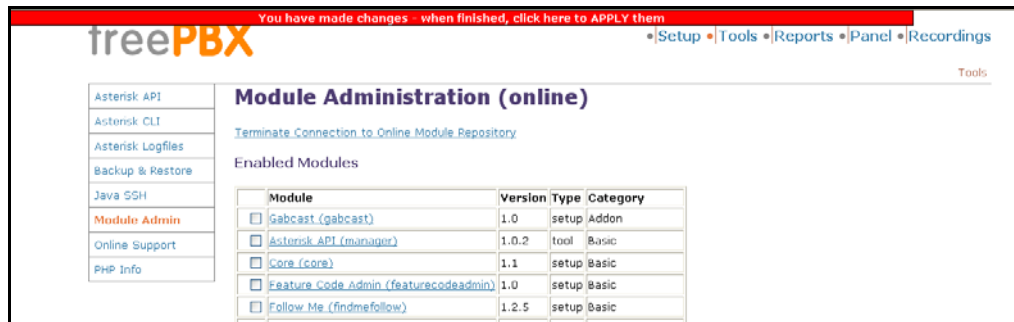 You have made changes - when finished, click here to APPLY them
freePBX
Setup Tools Reports Panel Recordings
Tools
Asterisk API
Asterisk CLI
Asterisk Logfiles
Backup & Restore
Java SSH
Module Admin
Online Support
PHP Info
Module Administration (online)
Terminate Connection to Online Module Repository
Enabled Modules
Module Version Type Category
Gabcast (gabcast) 1.0 setup Addon
Asterisk API (manager) 1.0.2 tool Basic
Core (core) 1.1 setup Basic
Feature Code Admin (featurecodeadmin) 1.0 setup Basic
Follow Me (findmefollow) 1.2.5 setup Basic